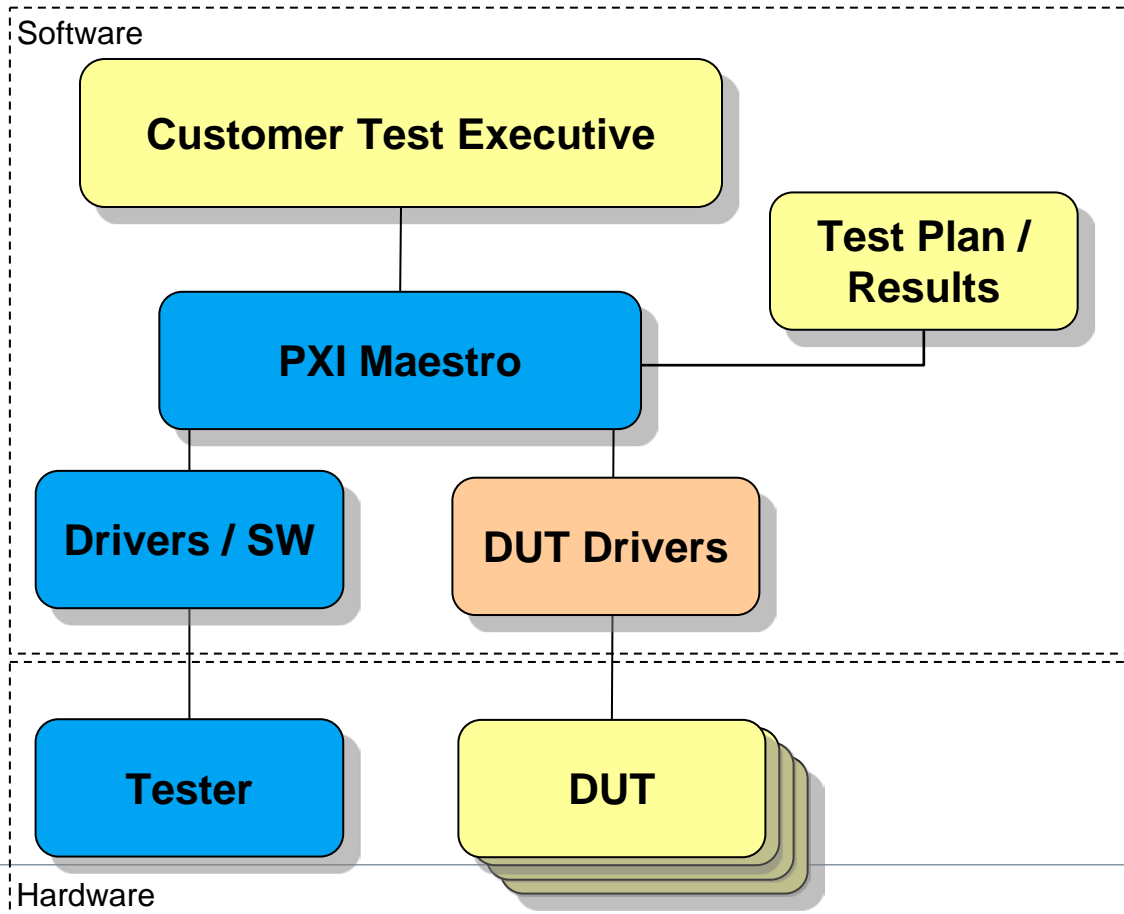 Software
Customer Test Executive
Test Plan /
Results
PXI Maestro
Drivers / SW
DUT Drivers
Tester
DUT
Hardware